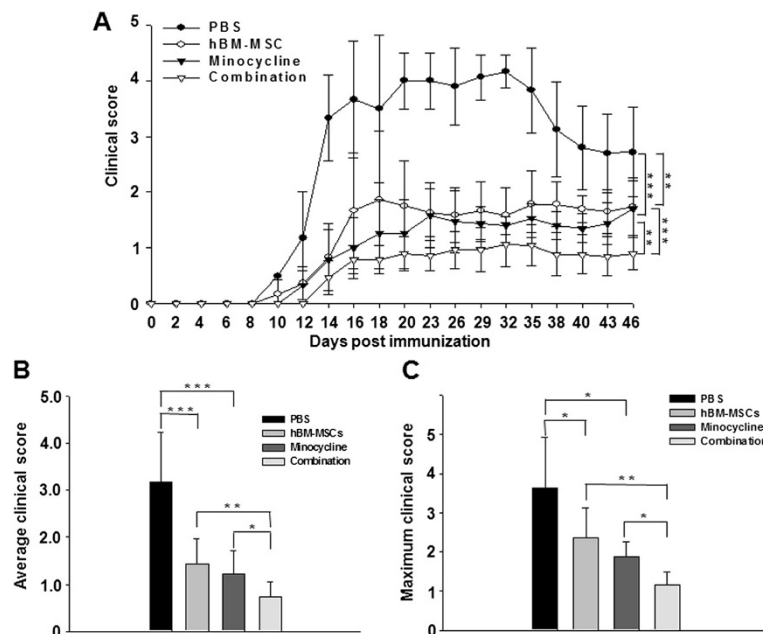 A
PBS
hBM-MSC
Minocycline
Combination
Clinical score
5
4
3
2
1
0
0 2 4 6 8 10 12 14 16 18 20 23 26 29 32 35 38 40 43 46
Days post immunization
***
**
**
***
B
Average clinical score
5.0
4.0
3.0
2.0
1.0
0
***
***
**
*
PBS
hBM-MSCs
Minocycline
Combination
C
Maximum clinical score
5
4
3
2
1
0
*
*
**
*
PBS
hBM-MSCs
Minocycline
Combination